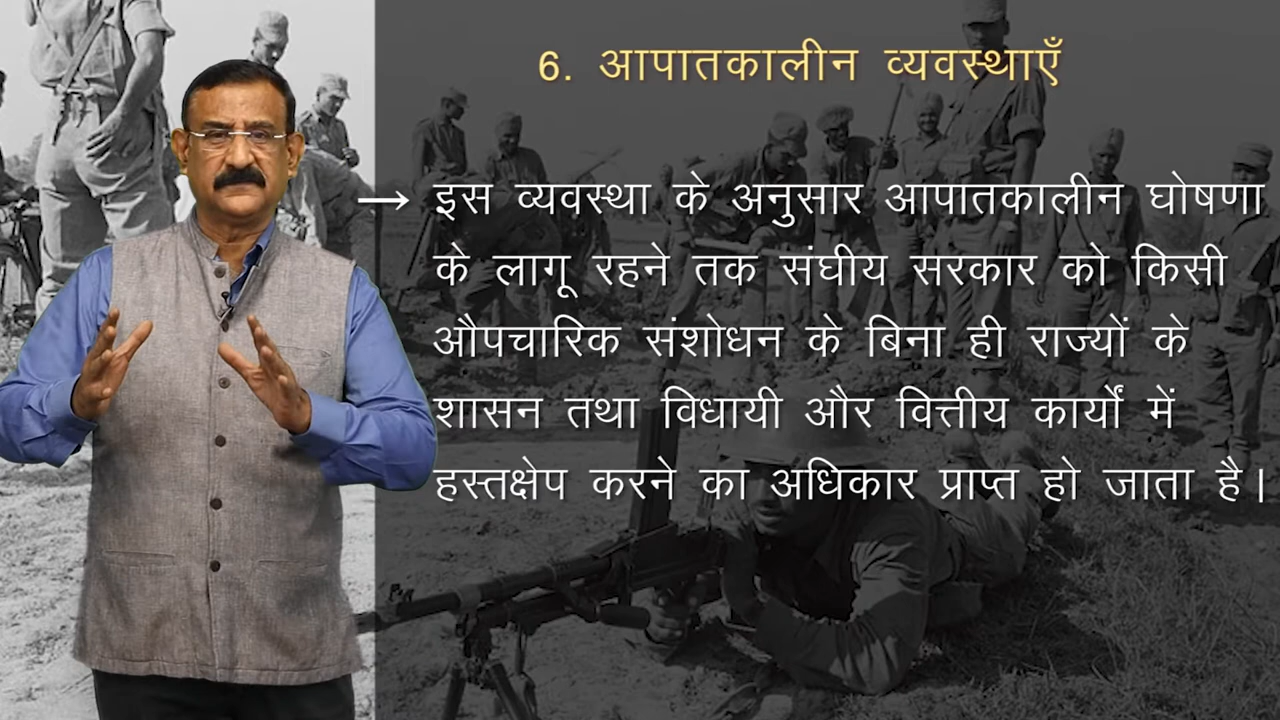 6. आपातकालीन व्यवस्थाएँ
→ इस व्यवस्था के अनुसार आपातकालीन घोषणा
के लागू रहने तक संघीय सरकार को किसी
औपचारिक संशोधन के बिना ही राज्यों के
शासन तथा विधायी और वित्तीय कार्यों में
हस्तक्षेप करने का अधिकार प्राप्त हो जाता है।